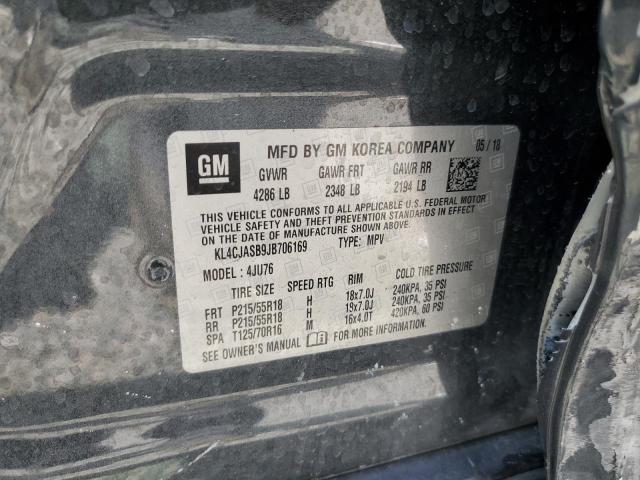 GM
MFD BY GM KOREA COMPANY 05/18
GVWR GAWR FRT GAWR RR
4286 LB 2348 LB 2194 LB
THIS VEHICLE CONFORMS TO ALL APPLICABLE U.S. FEDERAL MOTOR
VEHICLE SAFETY AND THEFT PREVENTION STANDARDS IN EFFECT
ON THE DATE OF MANUFACTURE SHOWN ABOVE.
KL4CJASB9JB706169 TYPE: MPV
MODEL: 4JU76
TIRE SIZE SPEED RTG RIM COLD TIRE PRESSURE
FRT P215/55R18 H 18x7.0J 240KPA, 35 PSI
RR P215/55R18 H 18x7.0J 240KPA, 35 PSI
SPA T125/70R16 M 16x4.0T 420KPA, 60 PSI
SEE OWNER'S MANUAL FOR MORE INFORMATION.